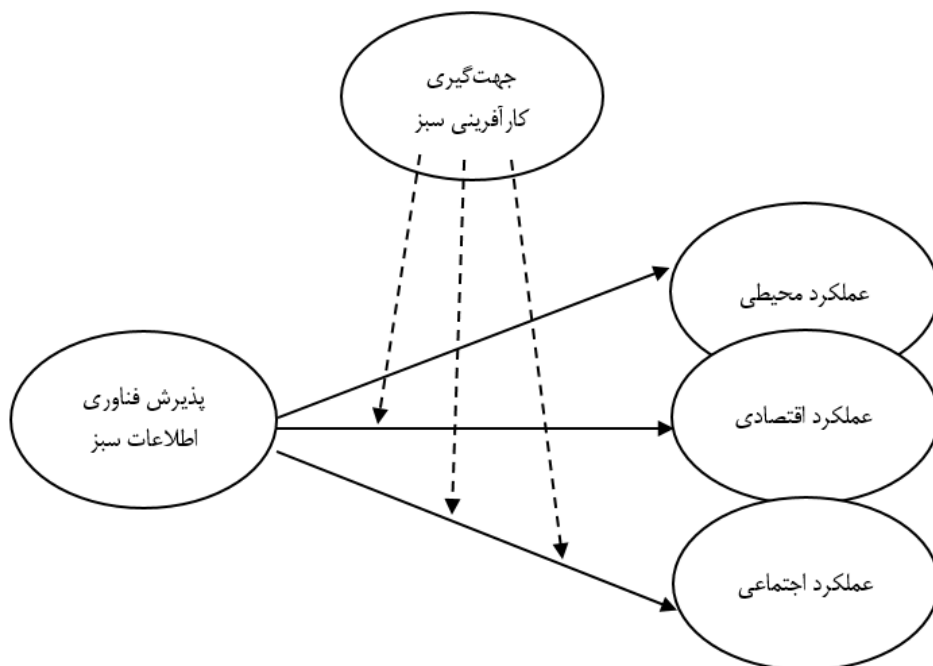 جهت‌گیری
کارآفرینی سبز
عملکرد محیطی
پذیرش فناوری
اطلاعات سبز
عملکرد اقتصادی
عملکرد اجتماعی